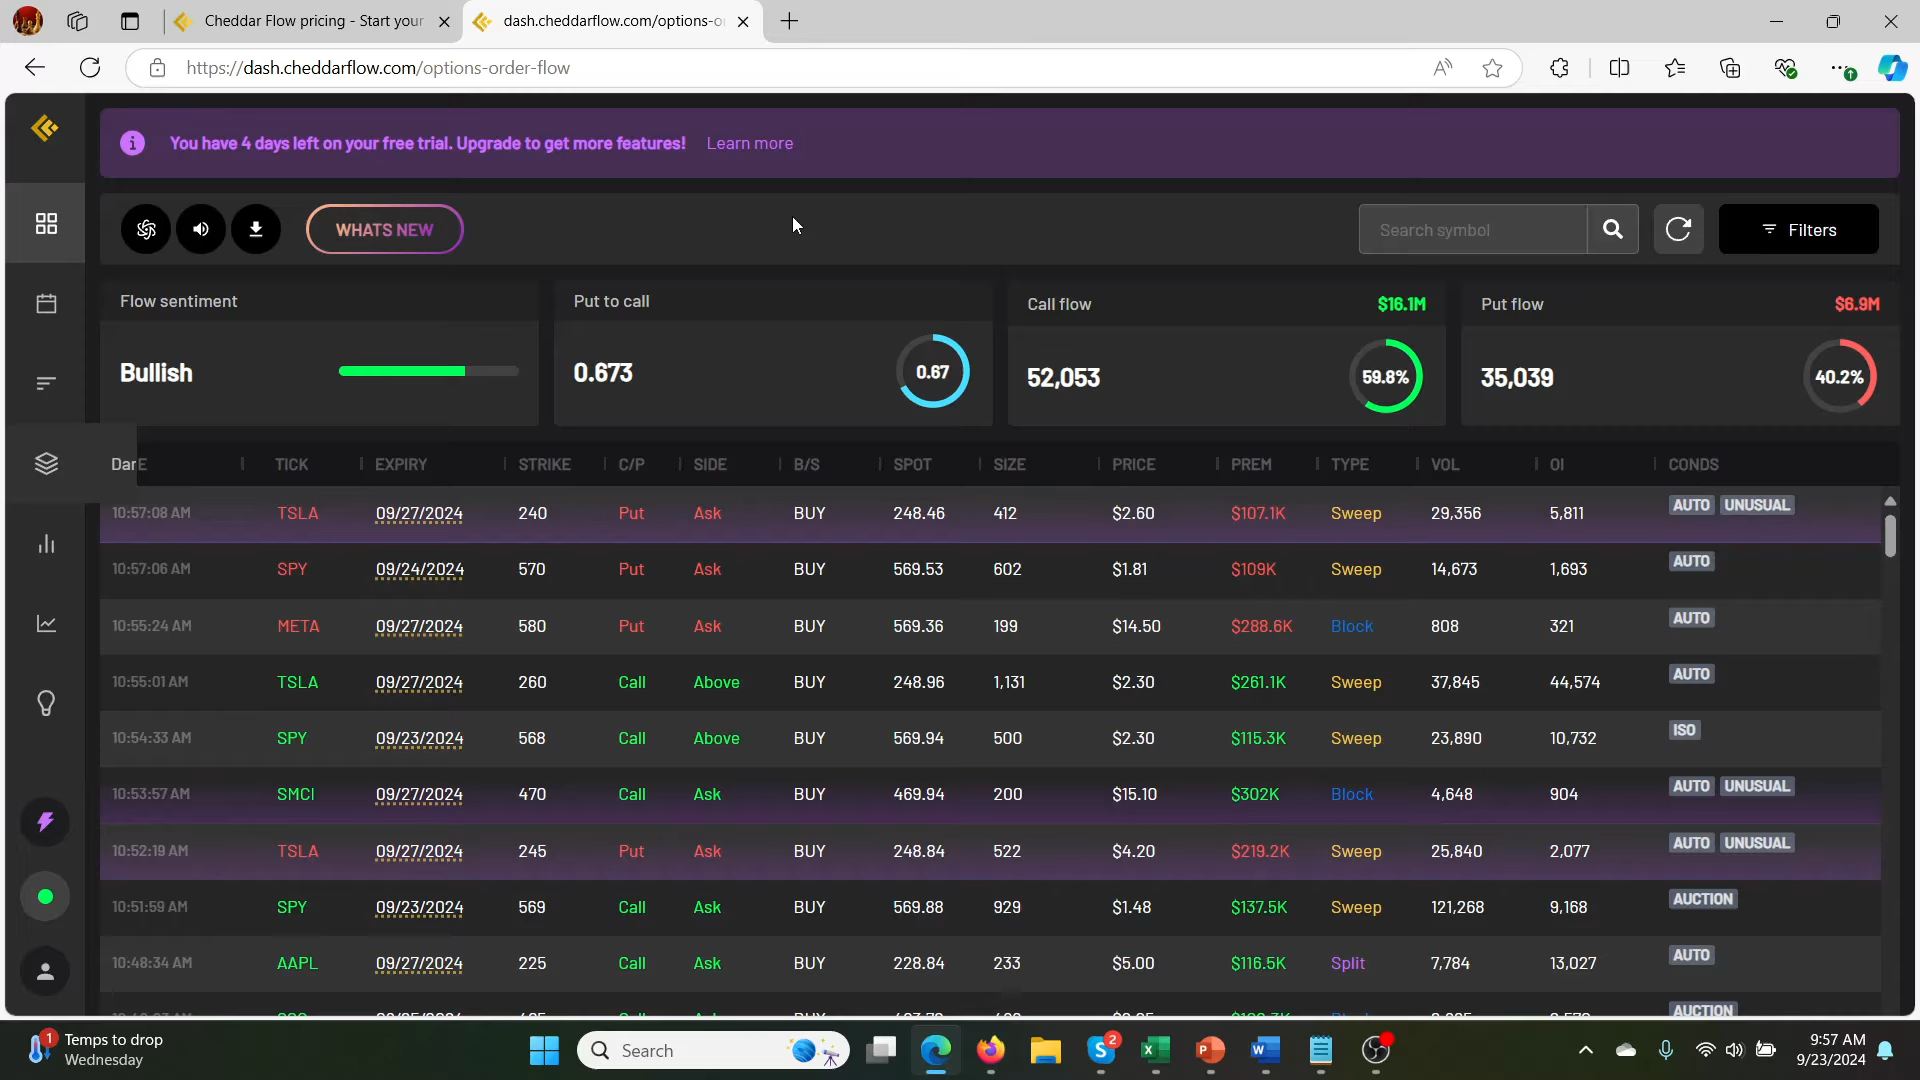 Cheddar Flow pricing - Start your
dash.cheddarflow.com/options-o
https://dash.cheddarflow.com/options-order-flow
You have 4 days left on your free trial. Upgrade to get more features! Learn more
WHATS NEW
Search symbol
Filters
Flow sentiment
Bullish
Put to call
0.673
0.67
Call flow $16.1M
52,053
59.8%
Put flow $6.9M
35,039
40.2%
Dar E TICK EXPIRY STRIKE C/P SIDE B/S SPOT SIZE PRICE PREM TYPE VOL OI CONDS
10:57:08 AM TSLA 09/27/2024 240 Put Ask BUY 248.46 412 $2.60 $107.1K Sweep 29,356 5,811 AUTO UNUSUAL
10:57:06 AM SPY 09/24/2024 570 Put Ask BUY 569.53 602 $1.81 $109K Sweep 14,673 1,693 AUTO
10:55:24 AM META 09/27/2024 580 Put Ask BUY 569.36 199 $14.50 $288.6K Block 808 321 AUTO
10:55:01 AM TSLA 09/27/2024 260 Call Above BUY 248.96 1,131 $2.30 $261.1K Sweep 37,845 44,574 AUTO
10:54:33 AM SPY 09/23/2024 568 Call Above BUY 569.94 500 $2.30 $115.3K Sweep 23,890 10,732 ISO
10:53:57 AM SMCI 09/27/2024 470 Call Ask BUY 469.94 200 $15.10 $302K Block 4,648 904 AUTO UNUSUAL
10:52:19 AM TSLA 09/27/2024 245 Put Ask BUY 248.84 522 $4.20 $219.2K Sweep 25,840 2,077 AUTO UNUSUAL
10:51:59 AM SPY 09/23/2024 569 Call Ask BUY 569.88 929 $1.48 $137.5K Sweep 121,268 9,168 AUCTION
10:48:34 AM AAPL 09/27/2024 225 Call Ask BUY 228.84 233 $5.00 $116.5K Split 7,784 13,027 AUTO
AUCTION
1
Temps to drop
Wednesday
Search
2
9:57 AM
9/23/2024